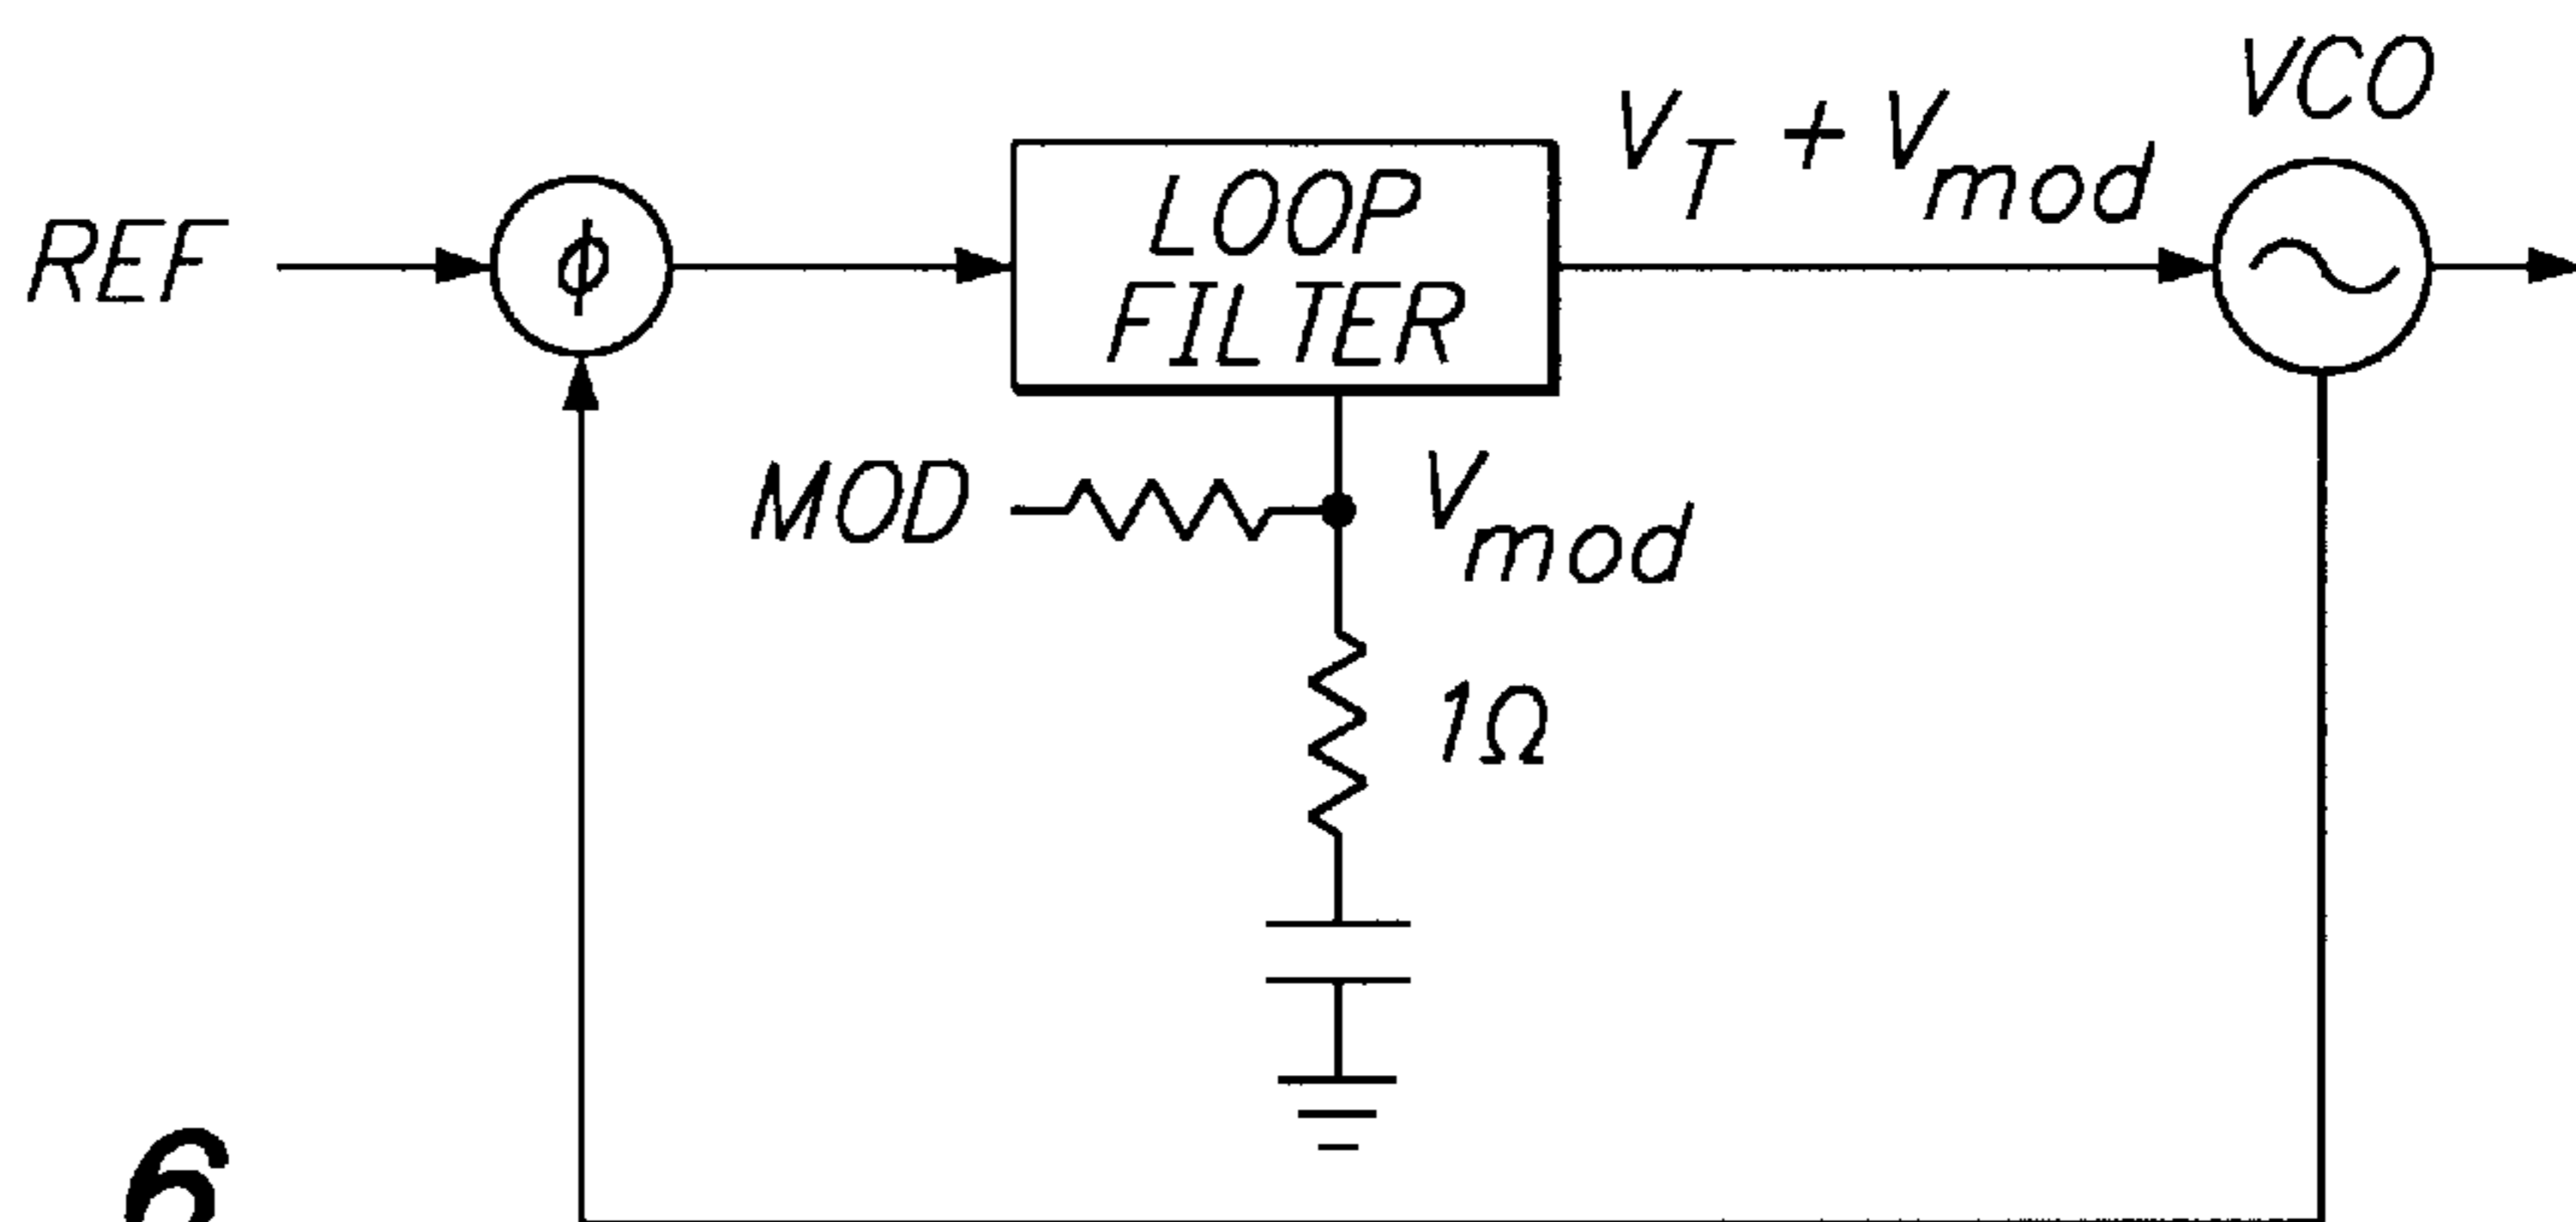 VCO
V_T + V_mod
REF
ϕ
LOOP
FILTER
MOD
V_mod
1Ω
6